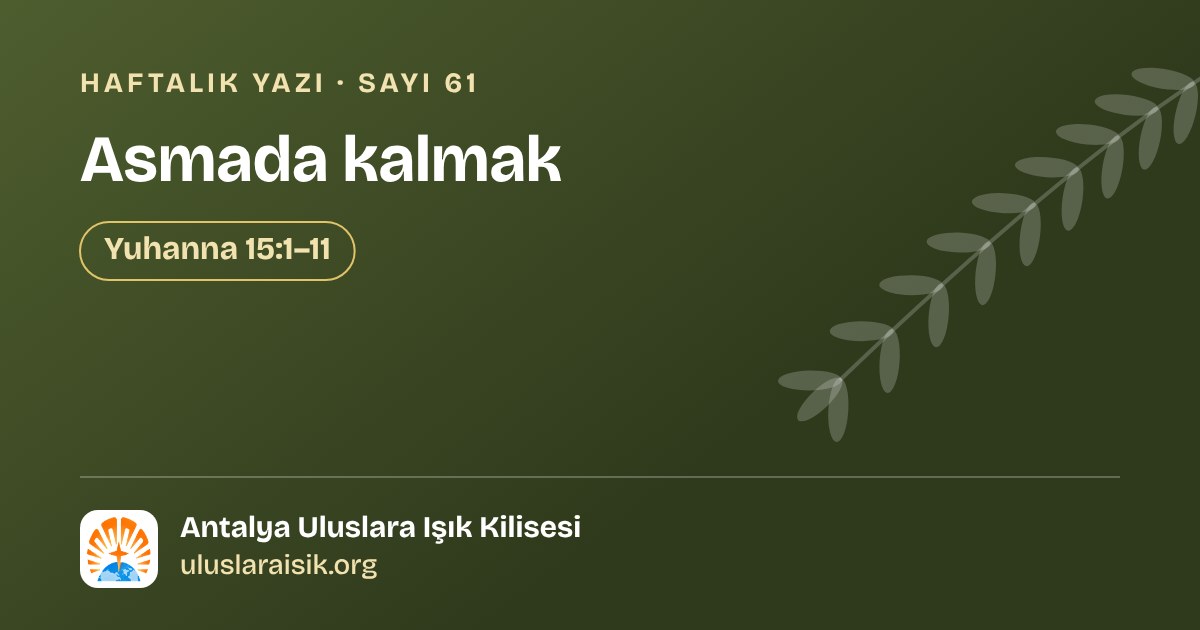 HAFTALIK YAZI · SAYI 61
Asmada kalmak
Yuhanna 15:1–11
Antalya Uluslara Işık Kilisesi
uluslaraisik.org